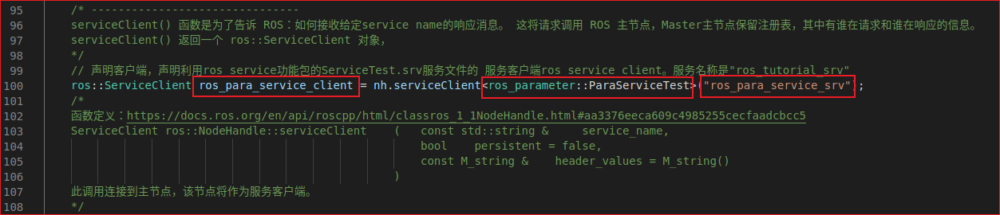 95 /* -------------------------------
96 serviceClient() 函数是为了告诉 ROS：如何接收给定service name的响应消息。 这将请求调用 ROS 主节点，Master主节点保留注册表，其中有谁在请求和谁在响应的信息。
97 serviceClient() 返回一个 ros::ServiceClient 对象，
98 */
99 // 声明客户端，声明利用ros_service功能包的ServiceTest.srv服务文件的 服务客户端ros_service_client。服务名称是"ros_tutorial_srv"
100 ros::ServiceClient ros_para_service_client = nh.serviceClient<ros_parameter::ParaServiceTest>("ros_para_service_srv");
101 /*
102 函数定义：https://docs.ros.org/en/api/roscpp/html/classros_1_1NodeHandle.html#aa3376eeca609c4985255cecfaadcbcc5
103 ServiceClient ros::NodeHandle::serviceClient ( const std::string & service_name,
104 bool persistent = false,
105 const M_string & header_values = M_string()
106 )
107 此调用连接到主节点，该节点将作为服务客户端。
108 */